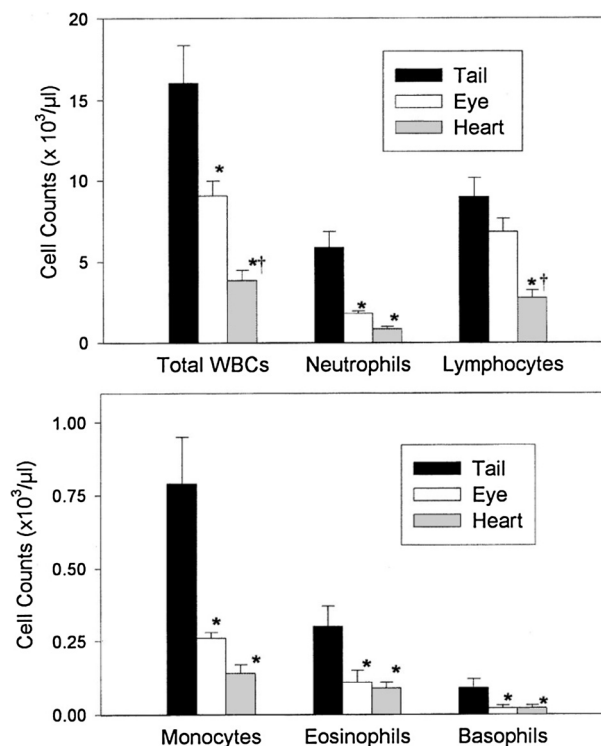 20
15
10
5
0
Cell Counts (x 10³/µl)
Tail
Eye
Heart
*
*†
*
*
*†
Total WBCs Neutrophils Lymphocytes
1.00
0.75
0.50
0.25
0.00
Cell Counts (x10³/µl)
Tail
Eye
Heart
*
*
*
*
*
*
Monocytes Eosinophils Basophils